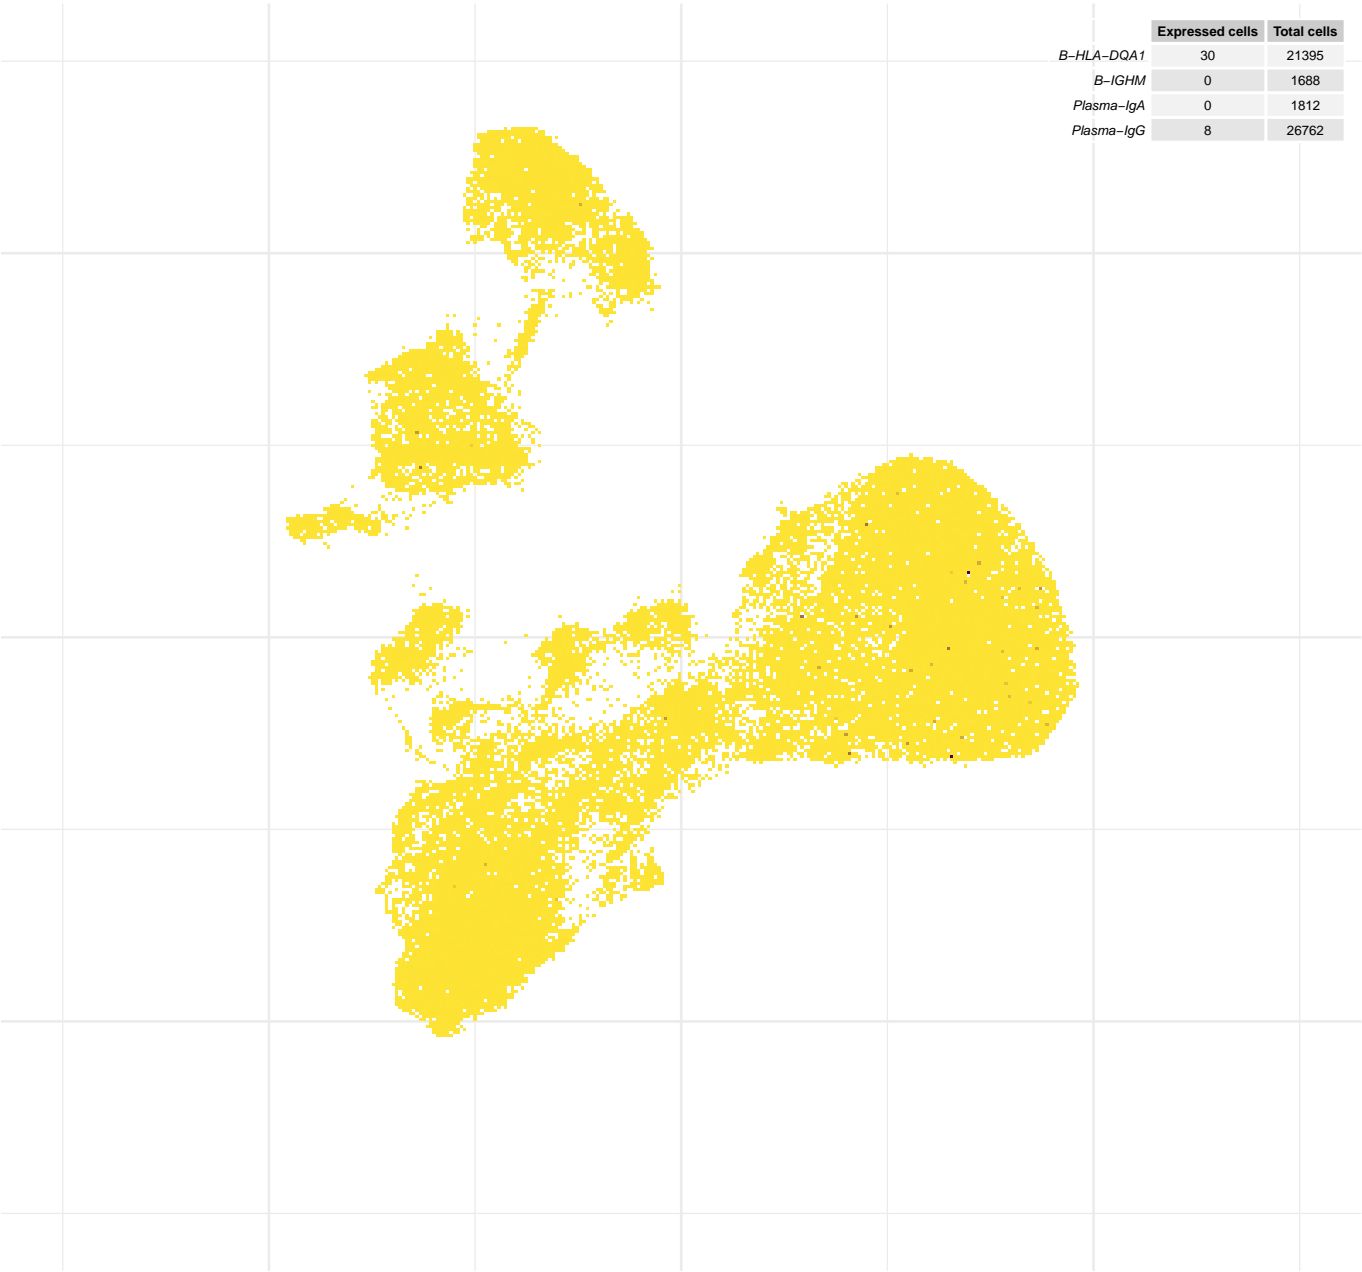 Expressed cells Total cells
B−HLA−DQA1 30 21395
B−IGHM 0 1688
Plasma−IgA 0 1812
Plasma−IgG 8 26762